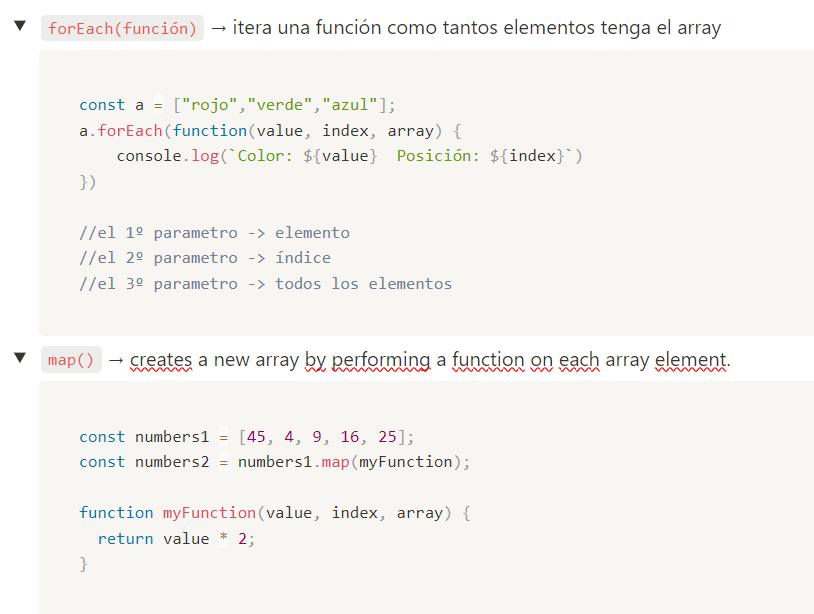 ▼ forEach(función) → itera una función como tantos elementos tenga el array
const a = ["rojo","verde","azul"];
a.forEach(function(value, index, array) {
    console.log(`Color: ${value}  Posición: ${index}`)
})
//el 1º parametro -> elemento
//el 2º parametro -> índice
//el 3º parametro -> todos los elementos
▼ map() → creates a new array by performing a function on each array element.
const numbers1 = [45, 4, 9, 16, 25];
const numbers2 = numbers1.map(myFunction);
function myFunction(value, index, array) {
  return value * 2;
}